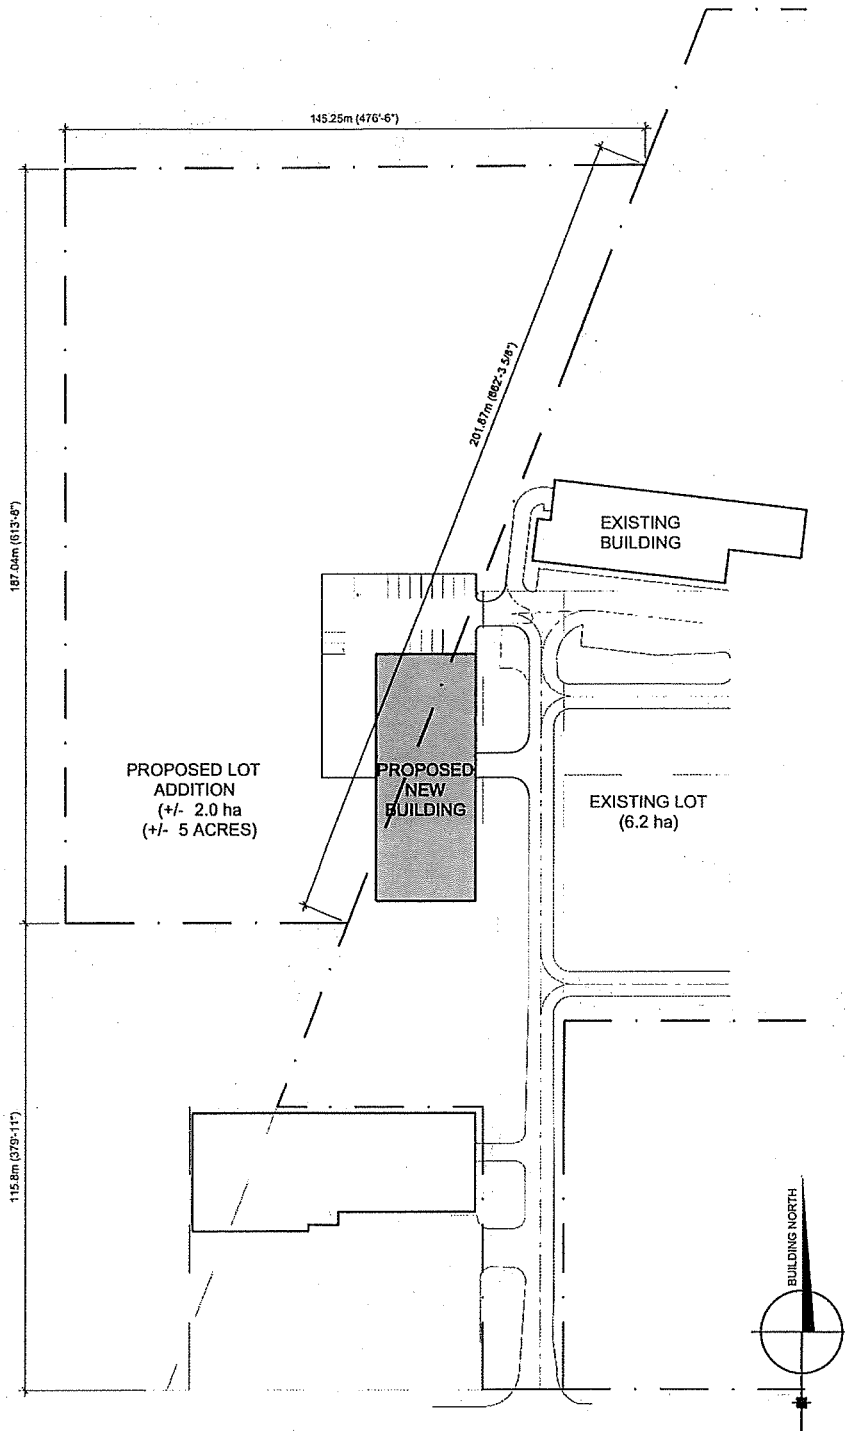 145.25m (476'-6")
201.87m (662'-3 5/8")
187.04m (613'-8")
EXISTING
BUILDING
PROPOSED LOT
ADDITION
(+/- 2.0 ha
(+/- 5 ACRES)
PROPOSED
NEW
BUILDING
EXISTING LOT
(6.2 ha)
115.8m (379'-11")
BUILDING NORTH